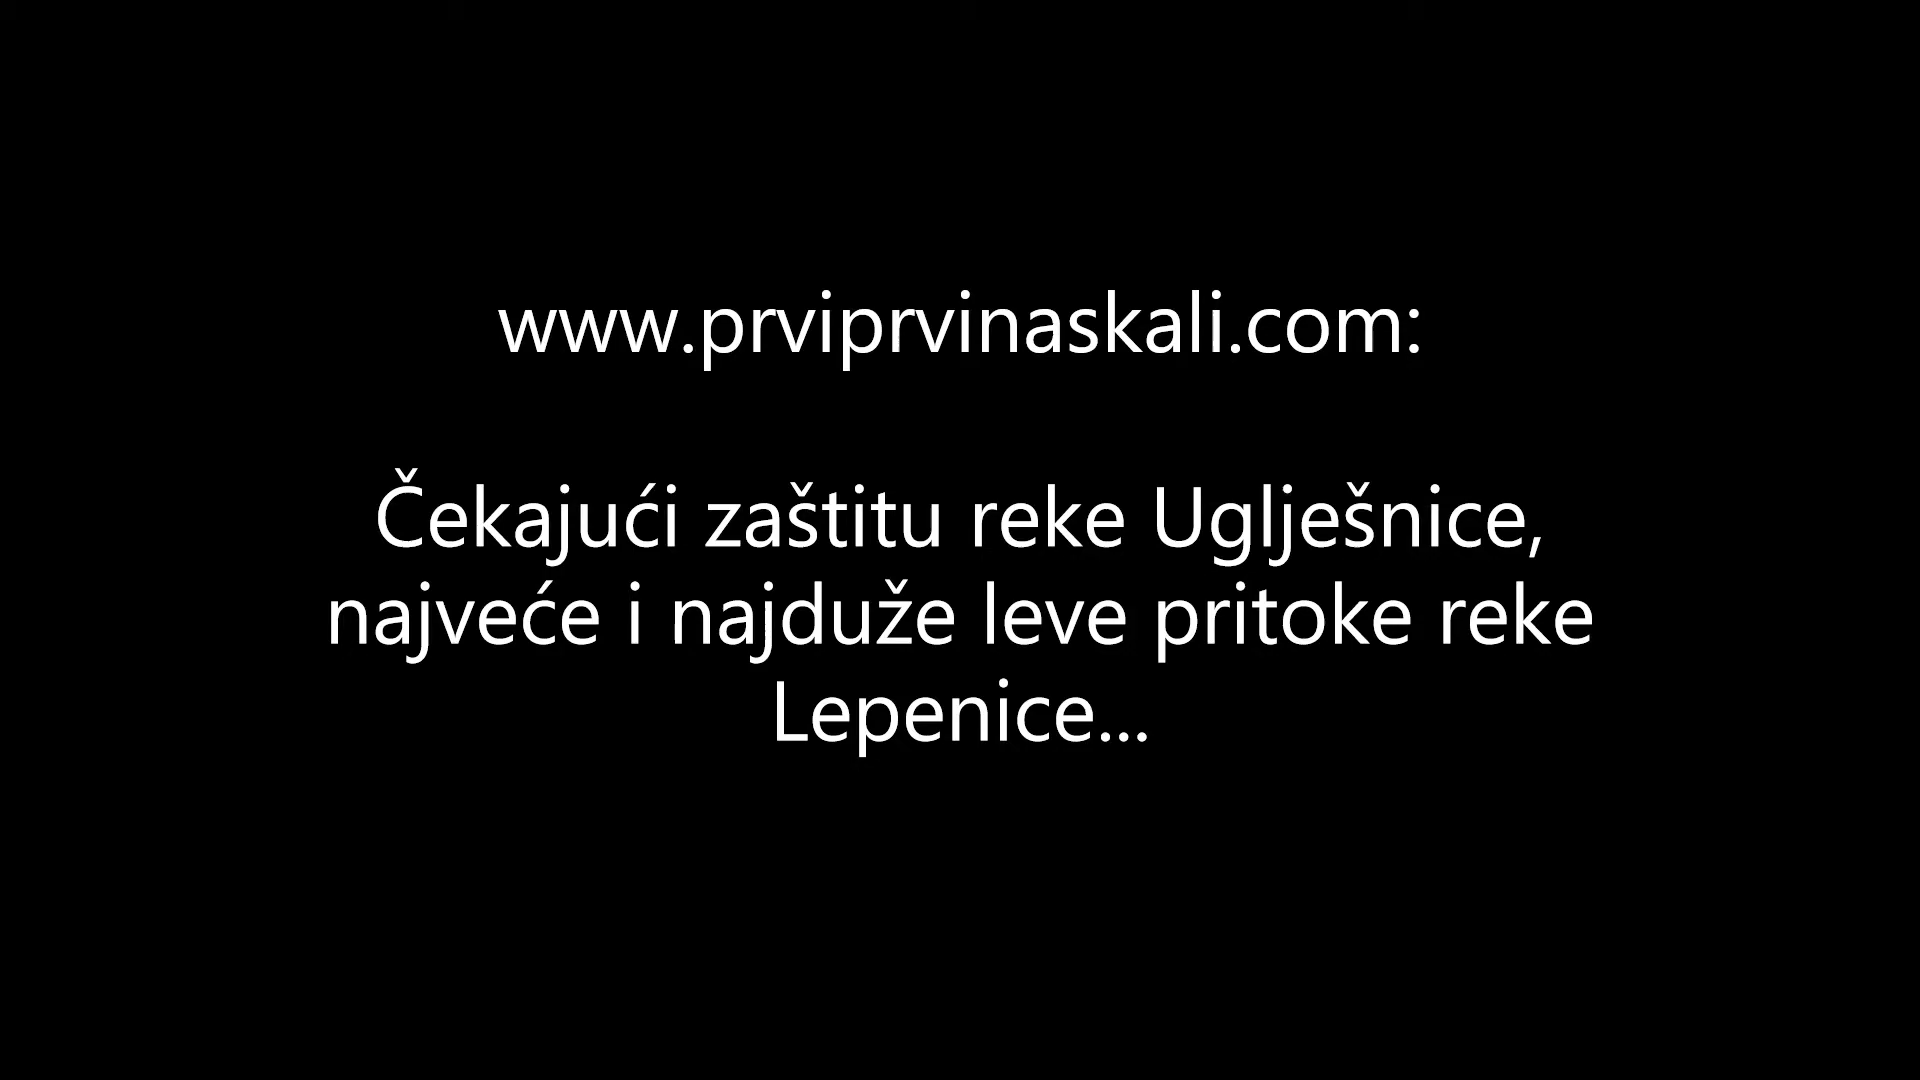 www.prviprvinaskali.com:
Čekajući zaštitu reke Uglješnice,
najveće i najduže leve pritoke reke
Lepenice...